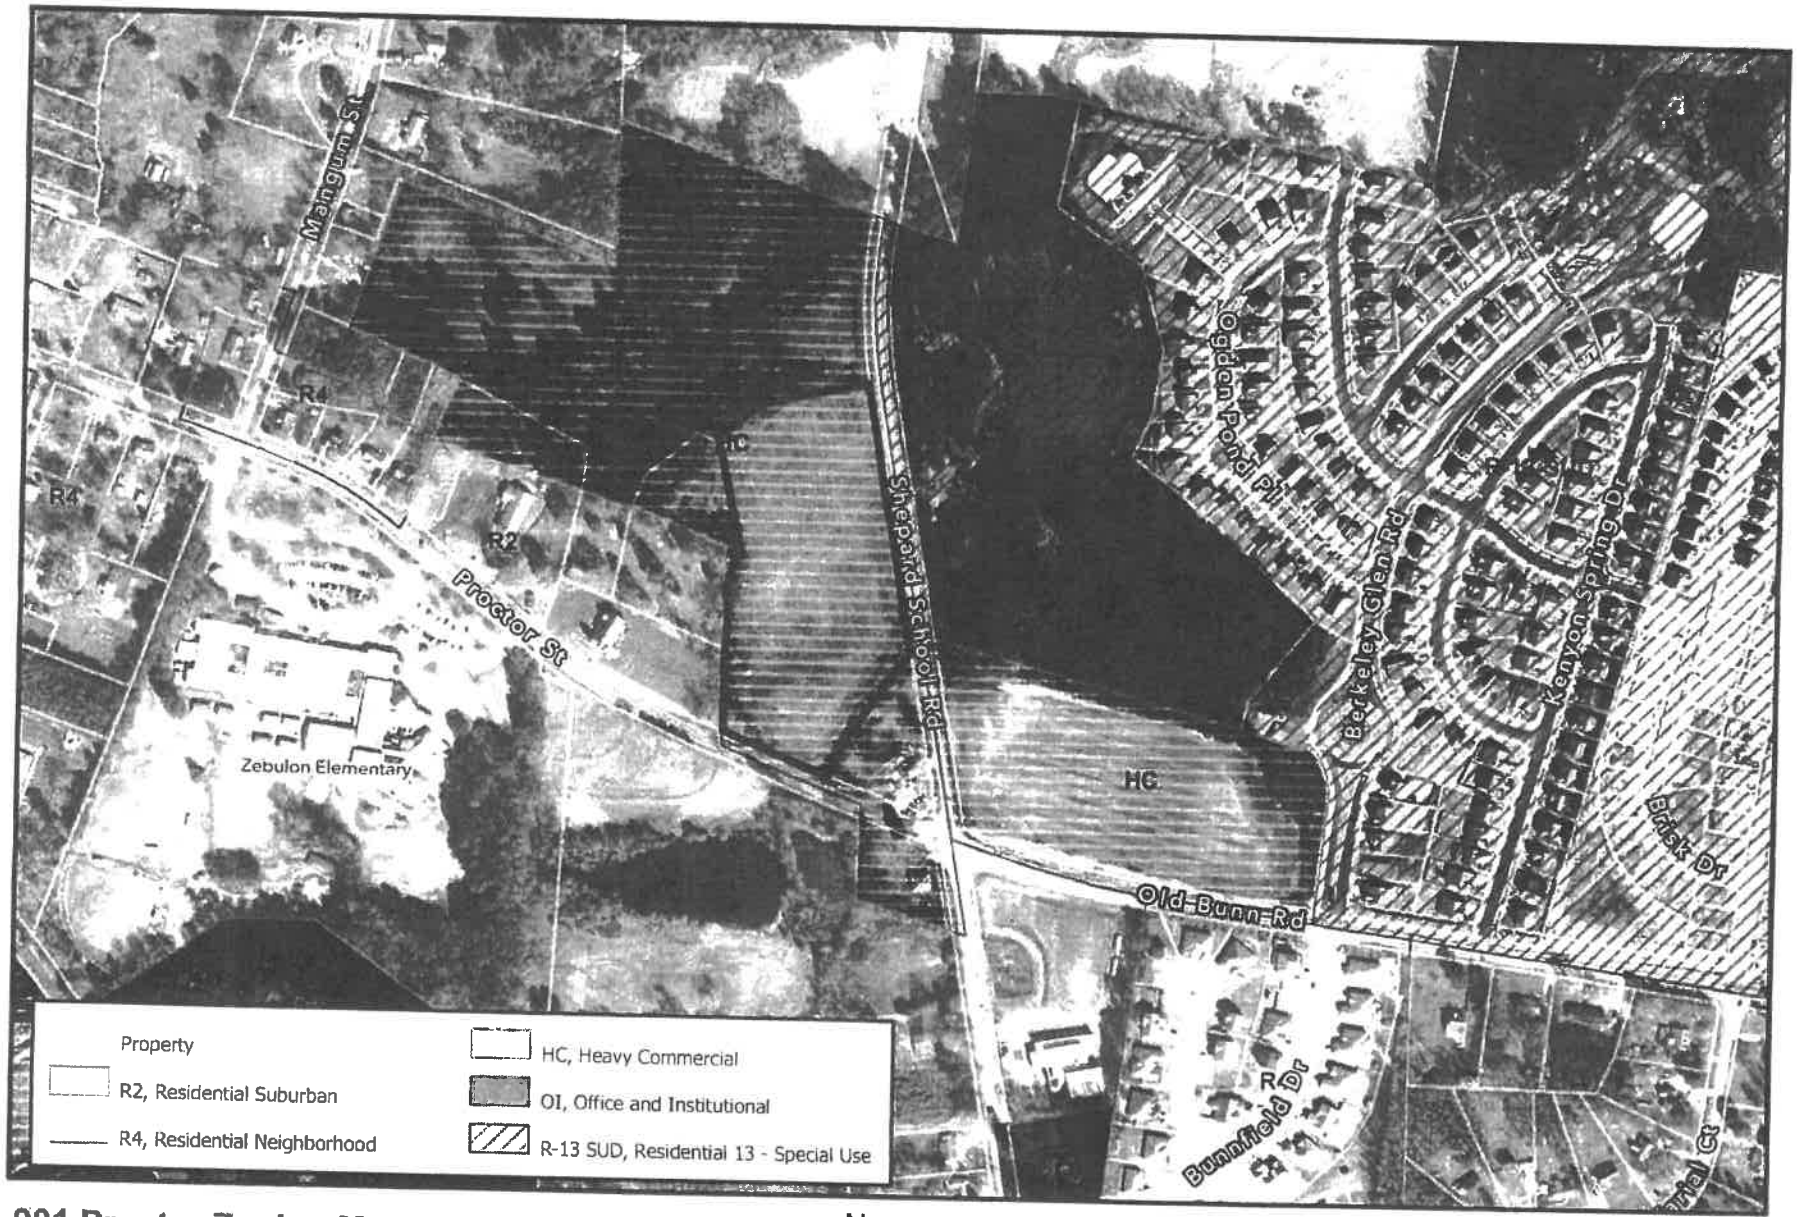 Mangum St
R4
HC
R4
R2
Proctor St
Shepard School Rd
Ogdon Pond Pl
Berkeley Glen Rd
Kenyon Spring Dr
Zebulon Elementary
HC
Brisk Dr
Old Bunn Rd
Bunnfield Dr
Property
R2, Residential Suburban
R4, Residential Neighborhood
HC, Heavy Commercial
OI, Office and Institutional
R-13 SUD, Residential 13 - Special Use